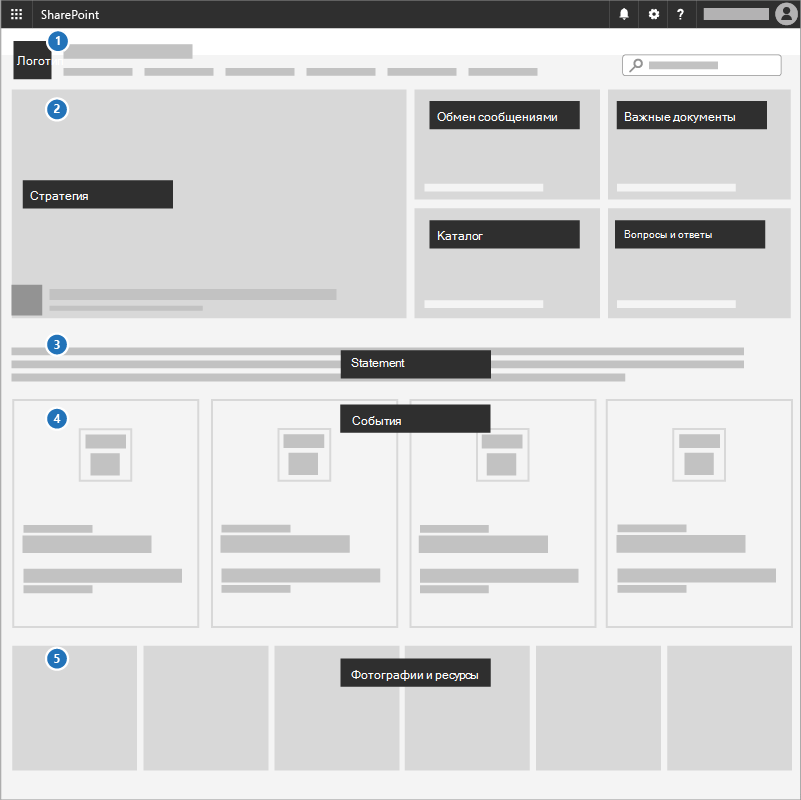 SharePoint
?
1
Логот
2
Обмен сообщениями
Важные документы
Стратегия
Каталог
Вопросы и ответы
3
Statement
4
События
5
Фотографии и ресурсы